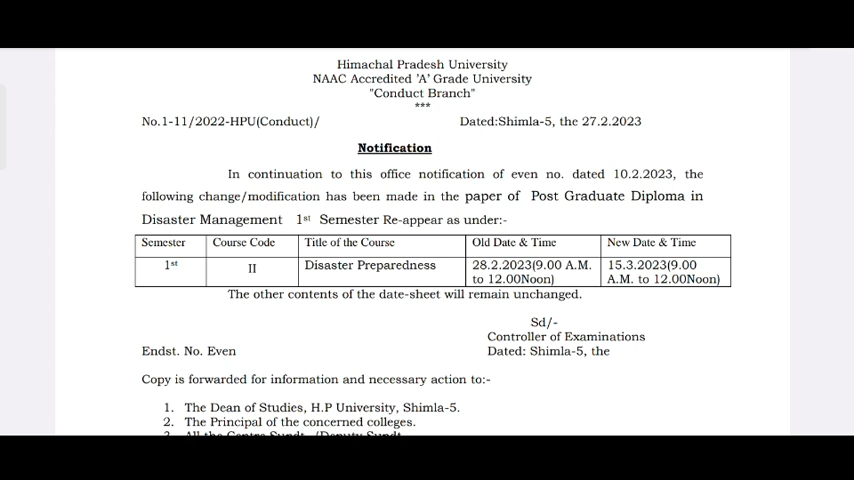 Himachal Pradesh University
NAAC Accredited 'A' Grade University
"Conduct Branch"
***
No.1-11/2022-HPU(Conduct)/ Dated:Shimla-5, the 27.2.2023
Notification
In continuation to this office notification of even no. dated 10.2.2023, the
following change/modification has been made in the paper of Post Graduate Diploma in
Disaster Management 1st Semester Re-appear as under:-
Semester Course Code Title of the Course Old Date & Time New Date & Time
1st II Disaster Preparedness 28.2.2023(9.00 A.M. 15.3.2023(9.00
to 12.00Noon) A.M. to 12.00Noon)
The other contents of the date-sheet will remain unchanged.
Sd/-
Controller of Examinations
Endst. No. Even Dated: Shimla-5, the
Copy is forwarded for information and necessary action to:-
1. The Dean of Studies, H.P University, Shimla-5.
2. The Principal of the concerned colleges.
3. All the Centre Supdt. /Deputy Supdt.